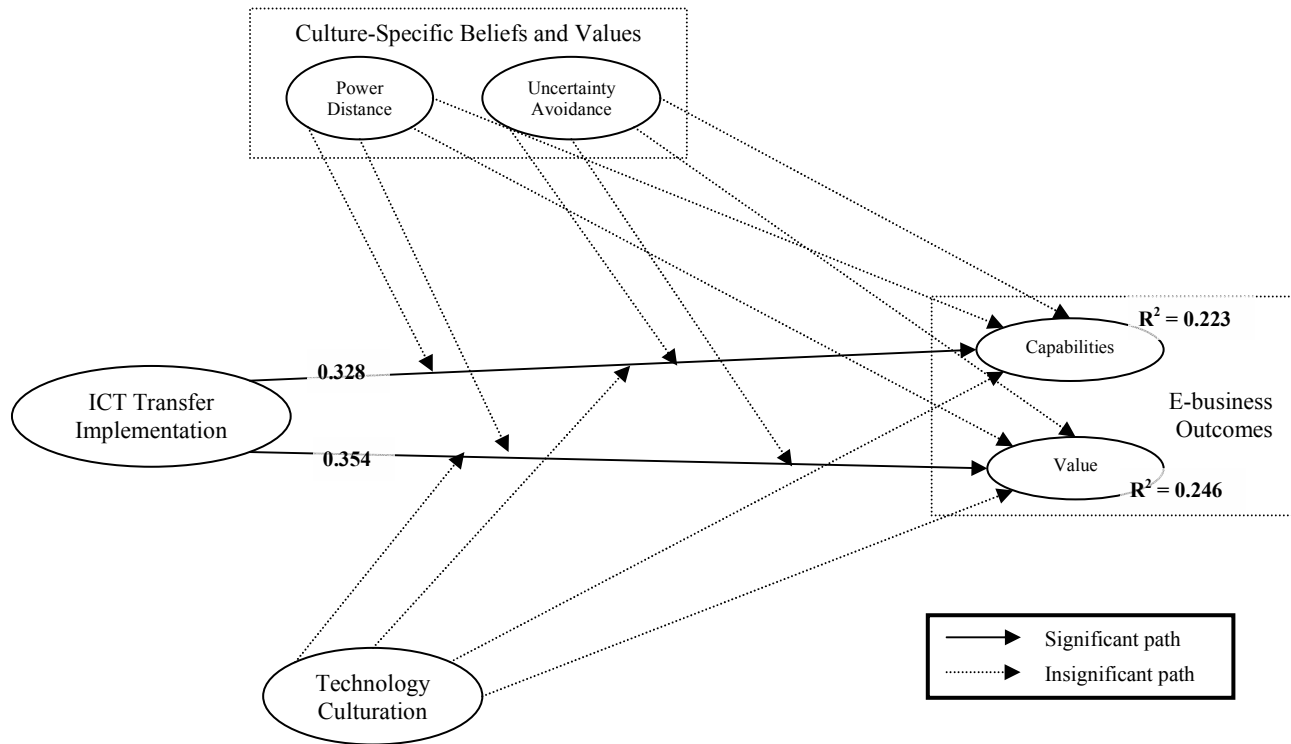 Culture-Specific Beliefs and Values
Power
Distance
Uncertainty
Avoidance
R² = 0.223
Capabilities
0.328
ICT Transfer
Implementation
E-business
Outcomes
0.354
Value
R² = 0.246
Significant path
Insignificant path
Technology
Culturation